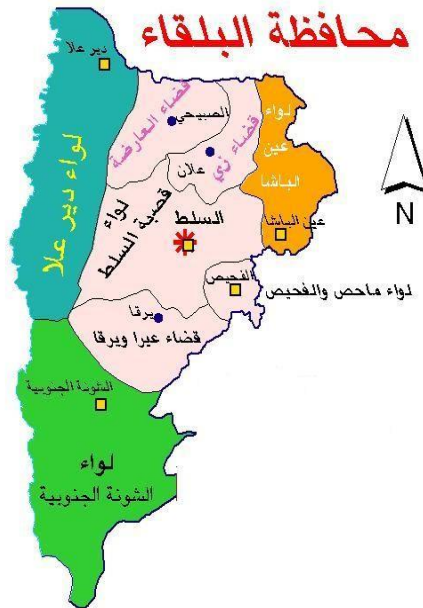 محافظة البلقاء
دير علا
لواء دير علا
قضاء العارضة
الصبيحي
قضاء زي
علان
لواء
عين
الباشا
عين الباشا
السلط
لواء
قصبة السلط
الفحيص
لواء ماحص والفحيص
يرقا
قضاء عيرا ويرقا
الشونة الجنوبية
لواء
الشونة الجنوبية
N